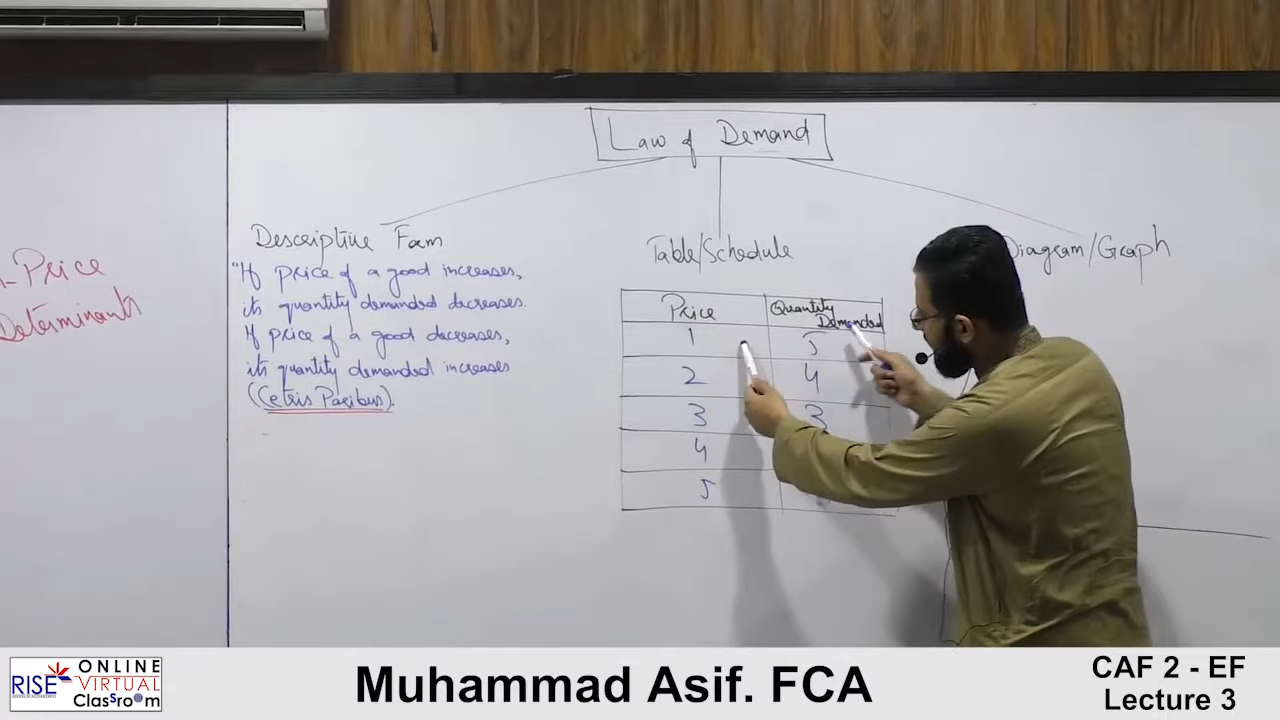 Law of Demand
-Price
Determinants
Descriptive Form
"If price of a good increases,
its quantity demanded decreases.
If price of a good decreases,
its quantity demanded increases
(Cetris Paribus).
Table/Schedule
Price Quantity Demanded
1 5
2 4
3 3
4
5
Diagram/Graph
RISE
ONLINE
VIRTUAL
Classroom
Muhammad Asif. FCA
CAF 2 - EF
Lecture 3